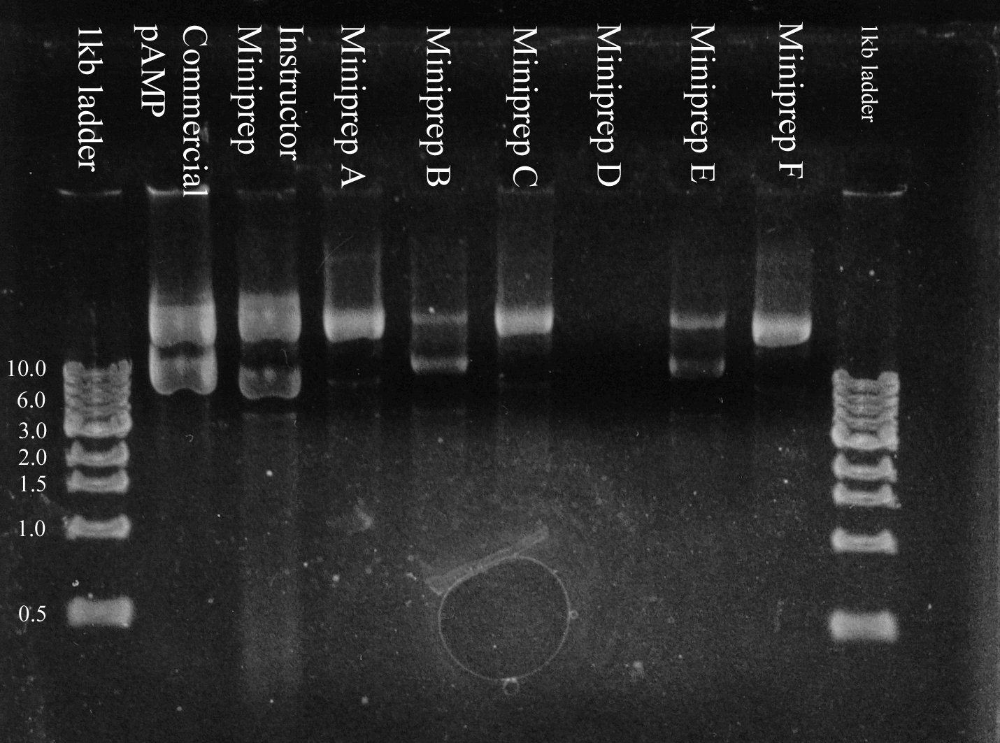 1kb ladder
Commercial
pAMP
Instructor
Miniprep
Miniprep A
Miniprep B
Miniprep C
Miniprep D
Miniprep E
Miniprep F
1kb ladder
10.0
6.0
3.0
2.0
1.5
1.0
0.5